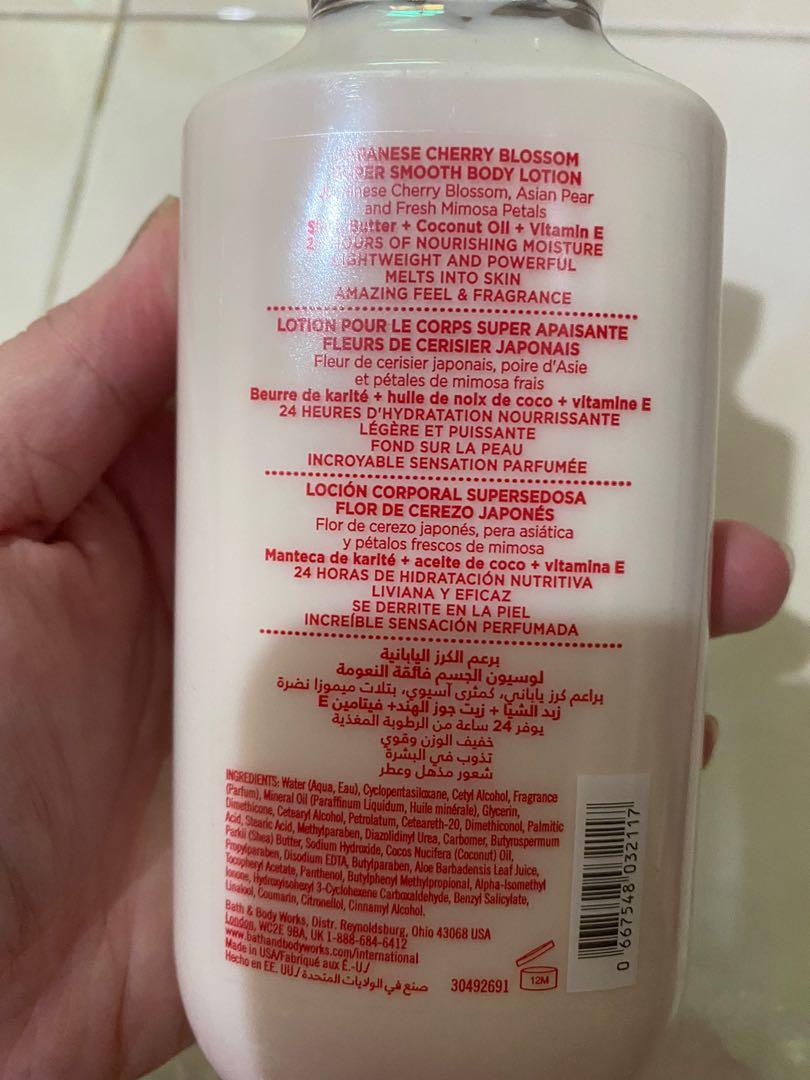 JAPANESE CHERRY BLOSSOM
SUPER SMOOTH BODY LOTION
Japanese Cherry Blossom, Asian Pear
and Fresh Mimosa Petals
Butter + Coconut Oil + Vitamin E
HOURS OF NOURISHING MOISTURE
LIGHTWEIGHT AND POWERFUL
MELTS INTO SKIN
AMAZING FEEL & FRAGRANCE
LOTION POUR LE CORPS SUPER APAISANTE
FLEURS DE CERISIER JAPONAIS
Fleur de cerisier japonais, poire d'Asie
et pétales de mimosa frais
Beurre de karité + huile de noix de coco + vitamine E
24 HEURES D'HYDRATATION NOURRISSANTE
LÉGÈRE ET PUISSANTE
FOND SUR LA PEAU
INCROYABLE SENSATION PARFUMÉE
LOCIÓN CORPORAL SUPERSEDOSA
FLOR DE CEREZO JAPONÉS
Flor de cerezo japonés, pera asiática
y pétalos frescos de mimosa
Manteca de karité + aceite de coco + vitamina E
24 HORAS DE HIDRATACIÓN NUTRITIVA
LIVIANA Y EFICAZ
SE DERRITE EN LA PIEL
INCREÍBLE SENSACIÓN PERFUMADA
برعم الكرز اليابانية
لوسيون الجسم فائقة النعومة
براعم كرز ياباني، كمثرى آسيوي، بتلات ميموزا نضرة
زبد الشيا + زيت جوز الهند+ فيتامين E
يوفر 24 ساعة من الرطوبة المغذية
خفيف الوزن وقوي
تذوب في البشرة
شعور مذهل وعطر
INGREDIENTS: Water (Aqua, Eau), Cyclopentasiloxane, Cetyl Alcohol, Fragrance
(Parfum), Mineral Oil (Paraffinum Liquidum, Huile minérale), Glycerin,
Dimethicone, Cetearyl Alcohol, Petrolatum, Ceteareth-20, Dimethiconol, Palmitic
Acid, Stearic Acid, Methylparaben, Diazolidinyl Urea, Carbomer, Butyrospermum
Parkii (Shea) Butter, Sodium Hydroxide, Cocos Nucifera (Coconut) Oil,
Propylparaben, Disodium EDTA, Butylparaben, Aloe Barbadensis Leaf Juice,
Tocopheryl Acetate, Panthenol, Butylphenyl Methylpropional, Alpha-Isomethyl
Ionone, Hydroxyisohexyl 3-Cyclohexene Carboxaldehyde, Benzyl Salicylate,
Linalool, Coumarin, Citronellol, Cinnamyl Alcohol.
Bath & Body Works, Distr. Reynoldsburg, Ohio 43068 USA
London, WC2E 9BA, UK 1-888-684-6412
www.bathandbodyworks.com/international
Made in USA/Fabriqué aux É.-U./
Hecho en EE. UU./صنع في الولايات المتحدة
30492691
12M
0 667548 032117